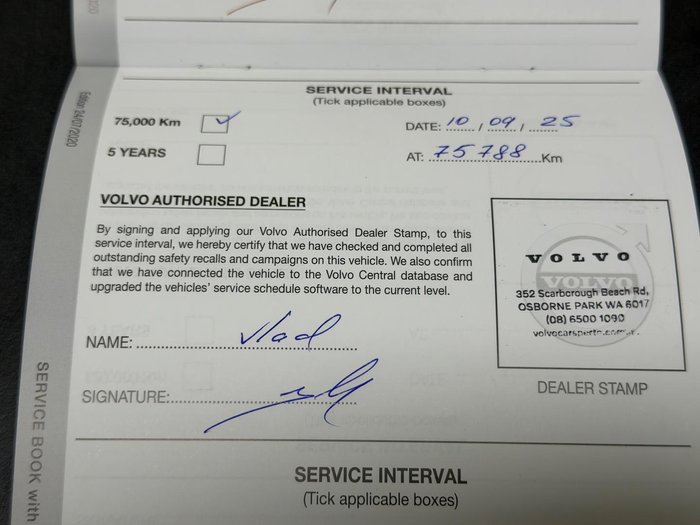 Edition 24/07/2020
SERVICE INTERVAL
(Tick applicable boxes)
75,000 Km
DATE: 10 / 09 / 25
5 YEARS
AT: 75788 Km
VOLVO AUTHORISED DEALER
By signing and applying our Volvo Authorised Dealer Stamp, to this
service interval, we hereby certify that we have checked and completed all
outstanding safety recalls and campaigns on this vehicle. We also confirm
that we have connected the vehicle to the Volvo Central database and
upgraded the vehicles' service schedule software to the current level.
VOLVO
VOLVO
352 Scarborough Beach Rd,
OSBORNE PARK WA 6017
(08) 6500 1090
NAME: Vlad
SIGNATURE:
DEALER STAMP
SERVICE BOOK with
SERVICE INTERVAL
(Tick applicable boxes)